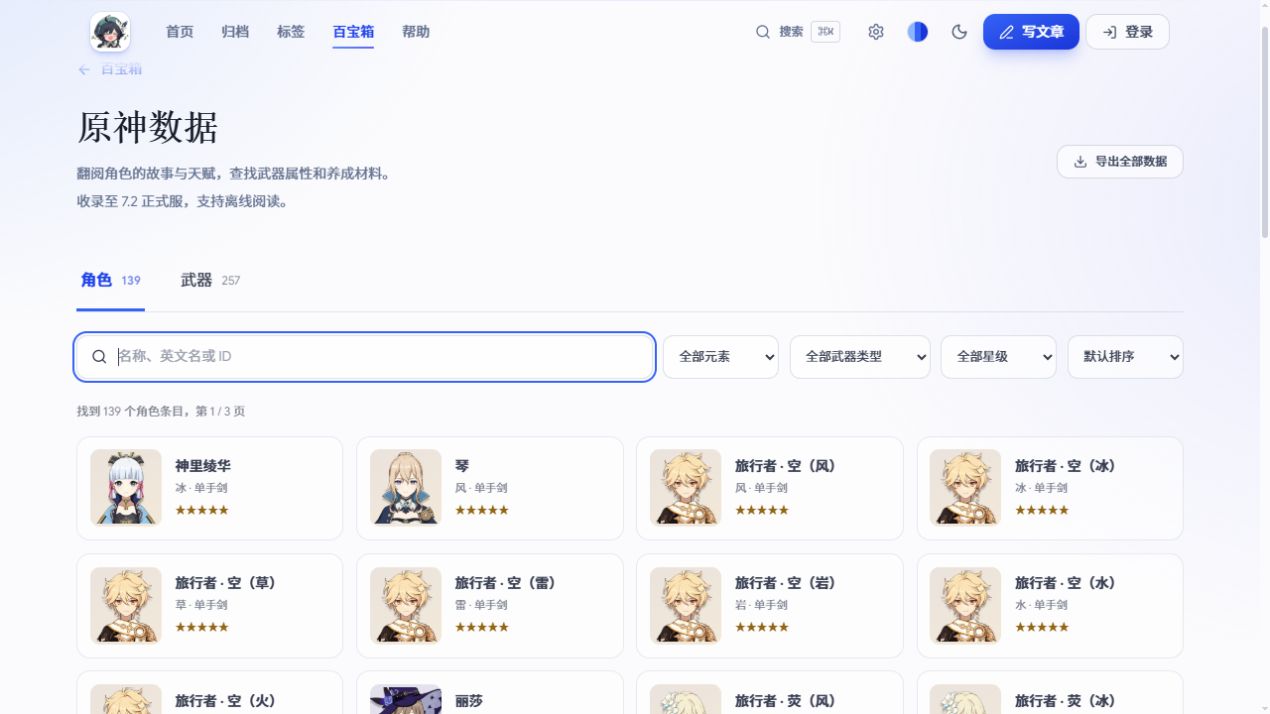 首页 归档 标签 百宝箱 帮助 搜索 ⌘K 写文章 登录
← 百宝箱
原神数据
翻阅角色的故事与天赋，查找武器属性和养成材料。
收录至 7.2 正式服，支持离线阅读。
导出全部数据
角色 139 武器 257
名称、英文名或 ID 全部元素 全部武器类型 全部星级 默认排序
找到 139 个角色条目，第 1 / 3 页
神里绫华
冰 · 单手剑
★★★★★
琴
风 · 单手剑
★★★★★
旅行者 · 空（风）
风 · 单手剑
★★★★★
旅行者 · 空（冰）
冰 · 单手剑
★★★★★
旅行者 · 空（草）
草 · 单手剑
★★★★★
旅行者 · 空（雷）
雷 · 单手剑
★★★★★
旅行者 · 空（岩）
岩 · 单手剑
★★★★★
旅行者 · 空（水）
水 · 单手剑
★★★★★
旅行者 · 空（火）
丽莎
旅行者 · 荧（风）
旅行者 · 荧（冰）